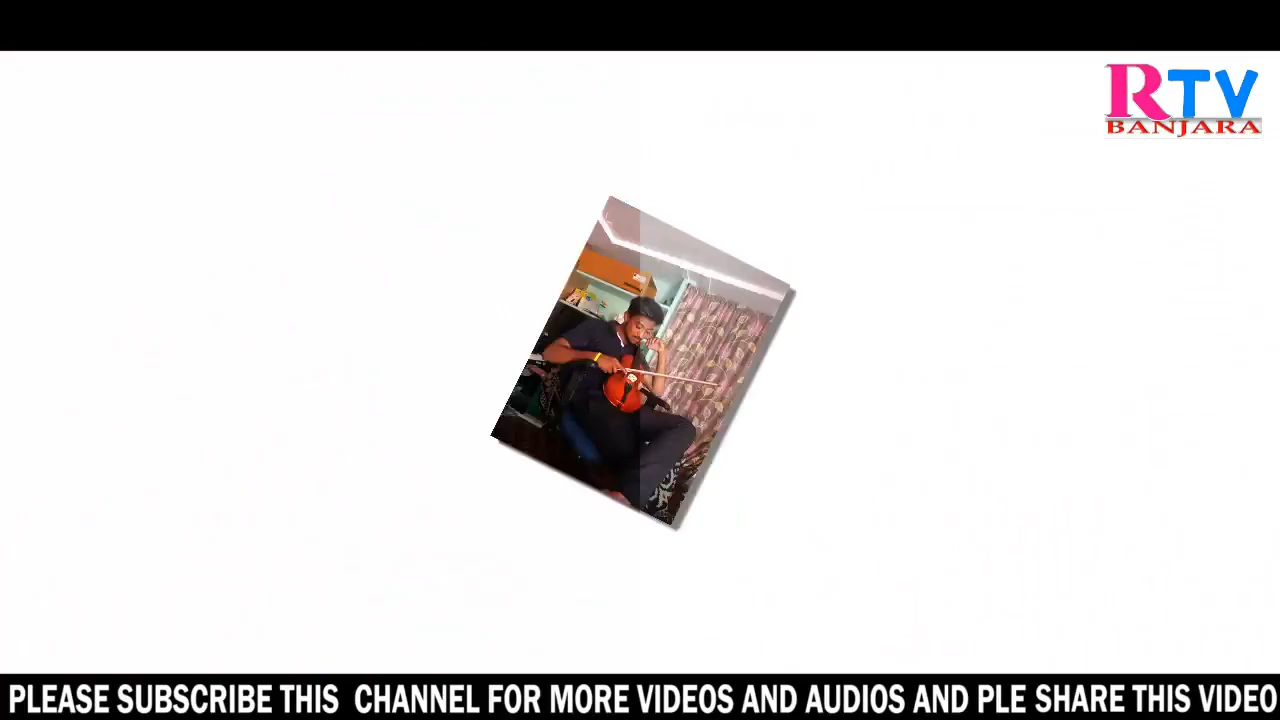 RTV
BANJARA
PLEASE SUBSCRIBE THIS CHANNEL FOR MORE VIDEOS AND AUDIOS AND PLE SHARE THIS VIDEO